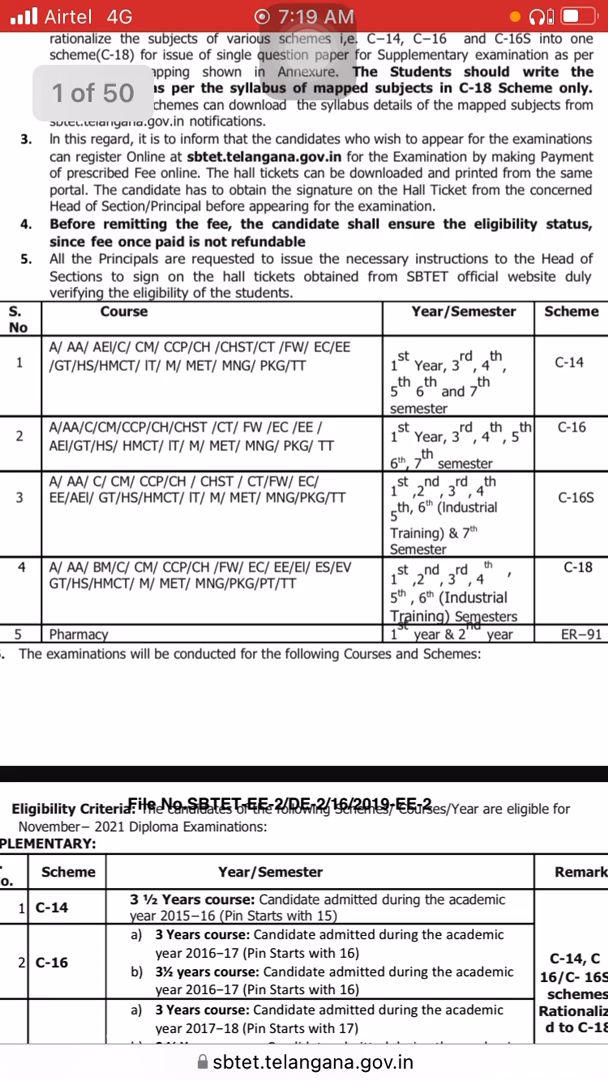 Airtel 4G 7:19 AM
rationalize the subjects of various schemes i,e. C–14, C–16 and C-16S into one
scheme(C-18) for issue of single question paper for Supplementary examination as per
shown in Annexure. The Students should write the
1 of 50 as per the syllabus of mapped subjects in C-18 Scheme only.
can download the syllabus details of the mapped subjects from
sbtet.telangana.gov.in notifications.
3. In this regard, it is to inform that the candidates who wish to appear for the examinations
can register Online at sbtet.telangana.gov.in for the Examination by making Payment
of prescribed Fee online. The hall tickets can be downloaded and printed from the same
portal. The candidate has to obtain the signature on the Hall Ticket from the concerned
Head of Section/Principal before appearing for the examination.
4. Before remitting the fee, the candidate shall ensure the eligibility status,
since fee once paid is not refundable
5. All the Principals are requested to issue the necessary instructions to the Head of
Sections to sign on the hall tickets obtained from SBTET official website duly
verifying the eligibility of the students.
S. No Course Year/Semester Scheme
1 A/ AA/ AEI/C/ CM/ CCP/CH /CHST/CT /FW/ EC/EE
/GT/HS/HMCT/ IT/ M/ MET/ MNG/ PKG/TT
1st Year, 3rd, 4th,
5th 6th and 7th
semester
C-14
2 A/AA/C/CM/CCP/CH/CHST /CT/ FW /EC /EE /
AEI/GT/HS/ HMCT/ IT/ M/ MET/ MNG/ PKG/ TT
1st Year, 3rd, 4th, 5th
6th, 7th semester
C-16
3 A/ AA/ C/ CM/ CCP/CH / CHST / CT/FW/ EC/
EE/AEI/ GT/HS/HMCT/ IT/ M/ MET/ MNG/PKG/TT
1st ,2nd ,3rd ,4th
5th, 6th (Industrial
Training) & 7th
Semester
C-16S
4 A/ AA/ BM/C/ CM/ CCP/CH /FW/ EC/ EE/EI/ ES/EV
GT/HS/HMCT/ M/ MET/ MNG/PKG/PT/TT
1st ,2nd ,3rd ,4th ,
5th , 6th (Industrial
Training) Semesters
C-18
5 Pharmacy 1st year & 2nd year ER–91
. The examinations will be conducted for the following Courses and Schemes:
File No.SBTET-EE-2/DE-2/16/2019-EE-2
Eligibility Criteria: The Candidates of the following Schemes/ Courses/Year are eligible for
November– 2021 Diploma Examinations:
PLEMENTARY:
o. Scheme Year/Semester Remark
1 C-14 3 ½ Years course: Candidate admitted during the academic
year 2015–16 (Pin Starts with 15)
2 C-16 a) 3 Years Course: Candidate admitted during the academic
year 2016–17 (Pin Starts with 16)
b) 3½ years course: Candidate admitted during the academic
year 2016–17 (Pin Starts with 16)
a) 3 Years Course: Candidate admitted during the academic
year 2017-18 (Pin Starts with 17)
C-14, C
16/C- 16S
schemes
Rationaliz
d to C-18
sbtet.telangana.gov.in